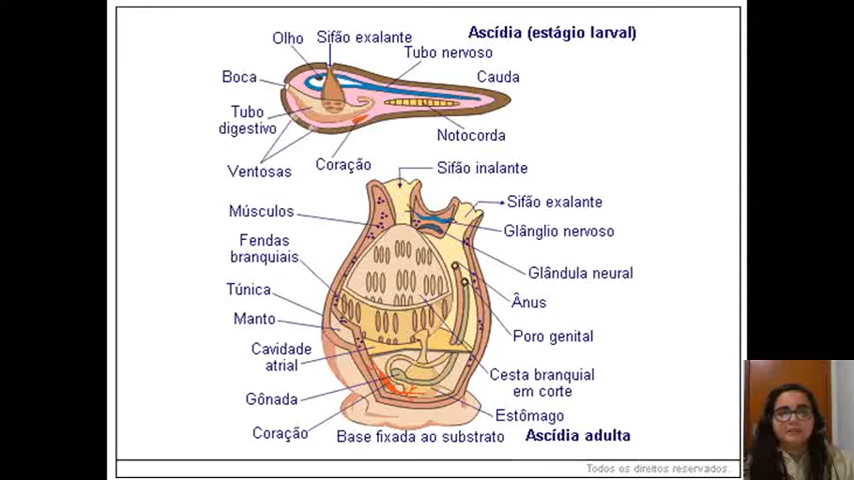 Ascídia (estágio larval)
Olho
Sifão exalante
Tubo nervoso
Boca
Cauda
Tubo
digestivo
Notocorda
Ventosas
Coração
Sifão inalante
Sifão exalante
Músculos
Glânglio nervoso
Fendas
branquiais
Glândula neural
Túnica
Ânus
Manto
Poro genital
Cavidade
atrial
Cesta branquial
em corte
Gônada
Estômago
Coração
Base fixada ao substrato
Ascídia adulta
Todos os direitos reservados.